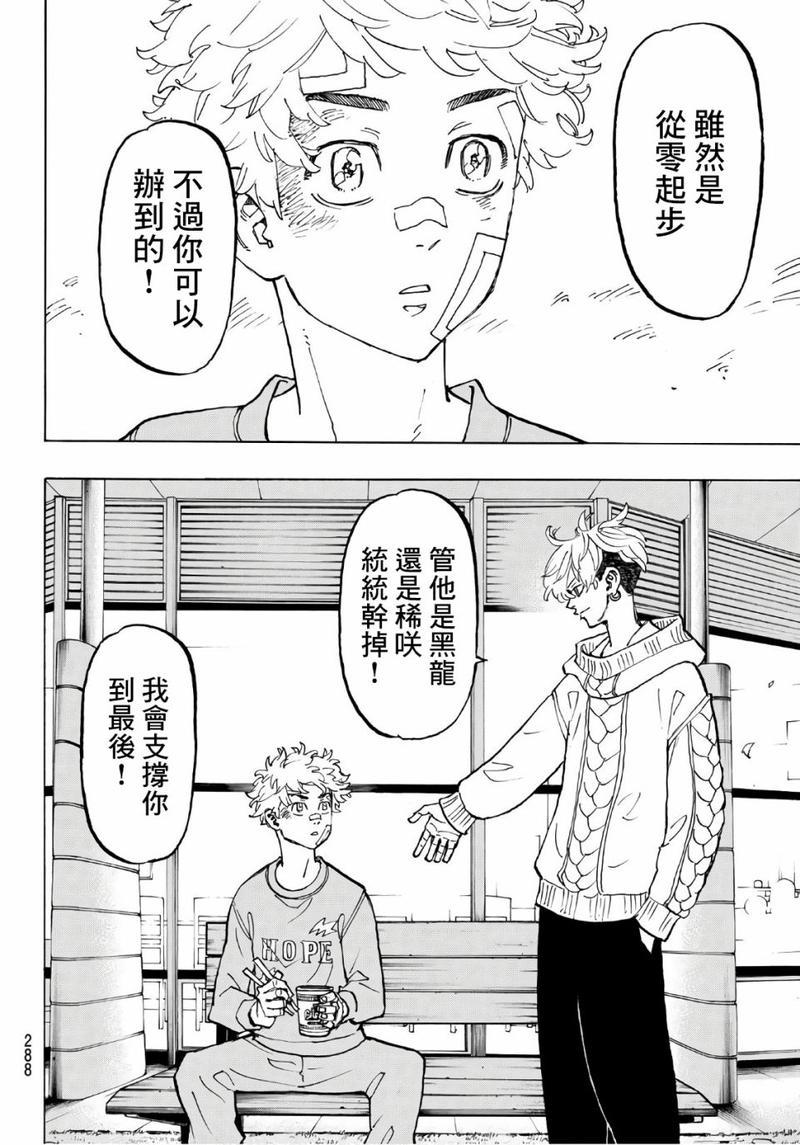 雖然是
從零起步
不過你可以
辦到的！
管他是黑龍
還是稀咲
統統幹掉！
我會支撐你
到最後！
HOPE
288